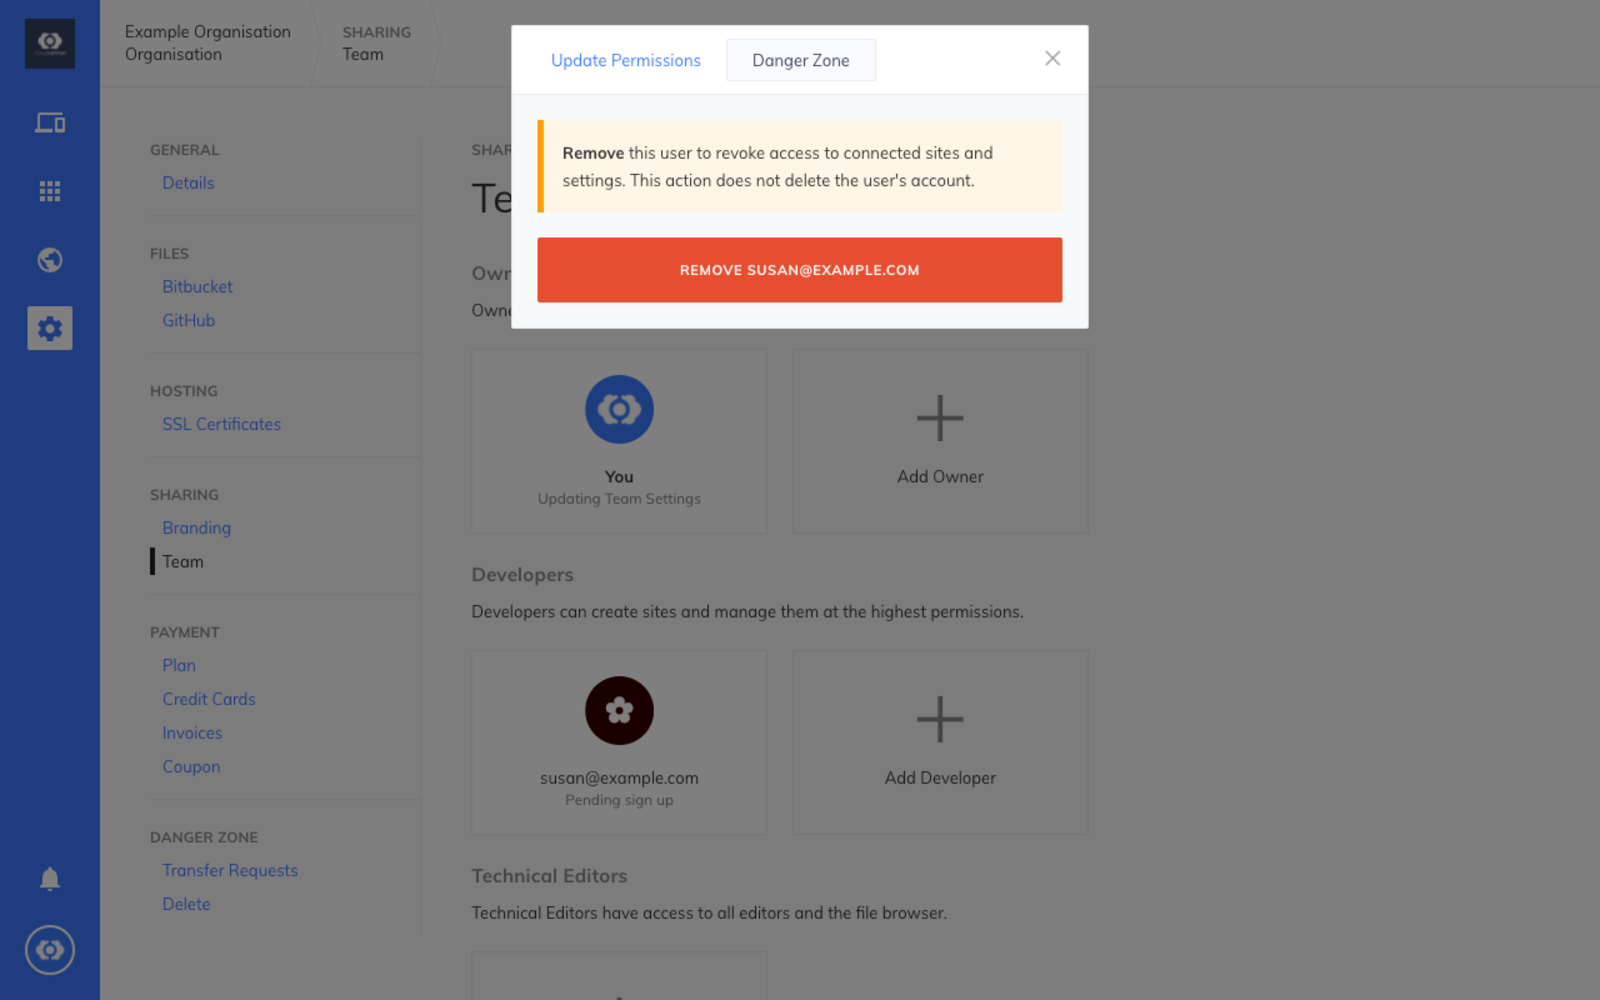 Example Organisation
Organisation
SHARING
Team
Update Permissions
Danger Zone
Remove this user to revoke access to connected sites and
settings. This action does not delete the user's account.
REMOVE SUSAN@EXAMPLE.COM
GENERAL
Details
FILES
Bitbucket
GitHub
HOSTING
SSL Certificates
SHARING
Branding
Team
PAYMENT
Plan
Credit Cards
Invoices
Coupon
DANGER ZONE
Transfer Requests
Delete
You
Updating Team Settings
Add Owner
Developers
Developers can create sites and manage them at the highest permissions.
susan@example.com
Pending sign up
Add Developer
Technical Editors
Technical Editors have access to all editors and the file browser.